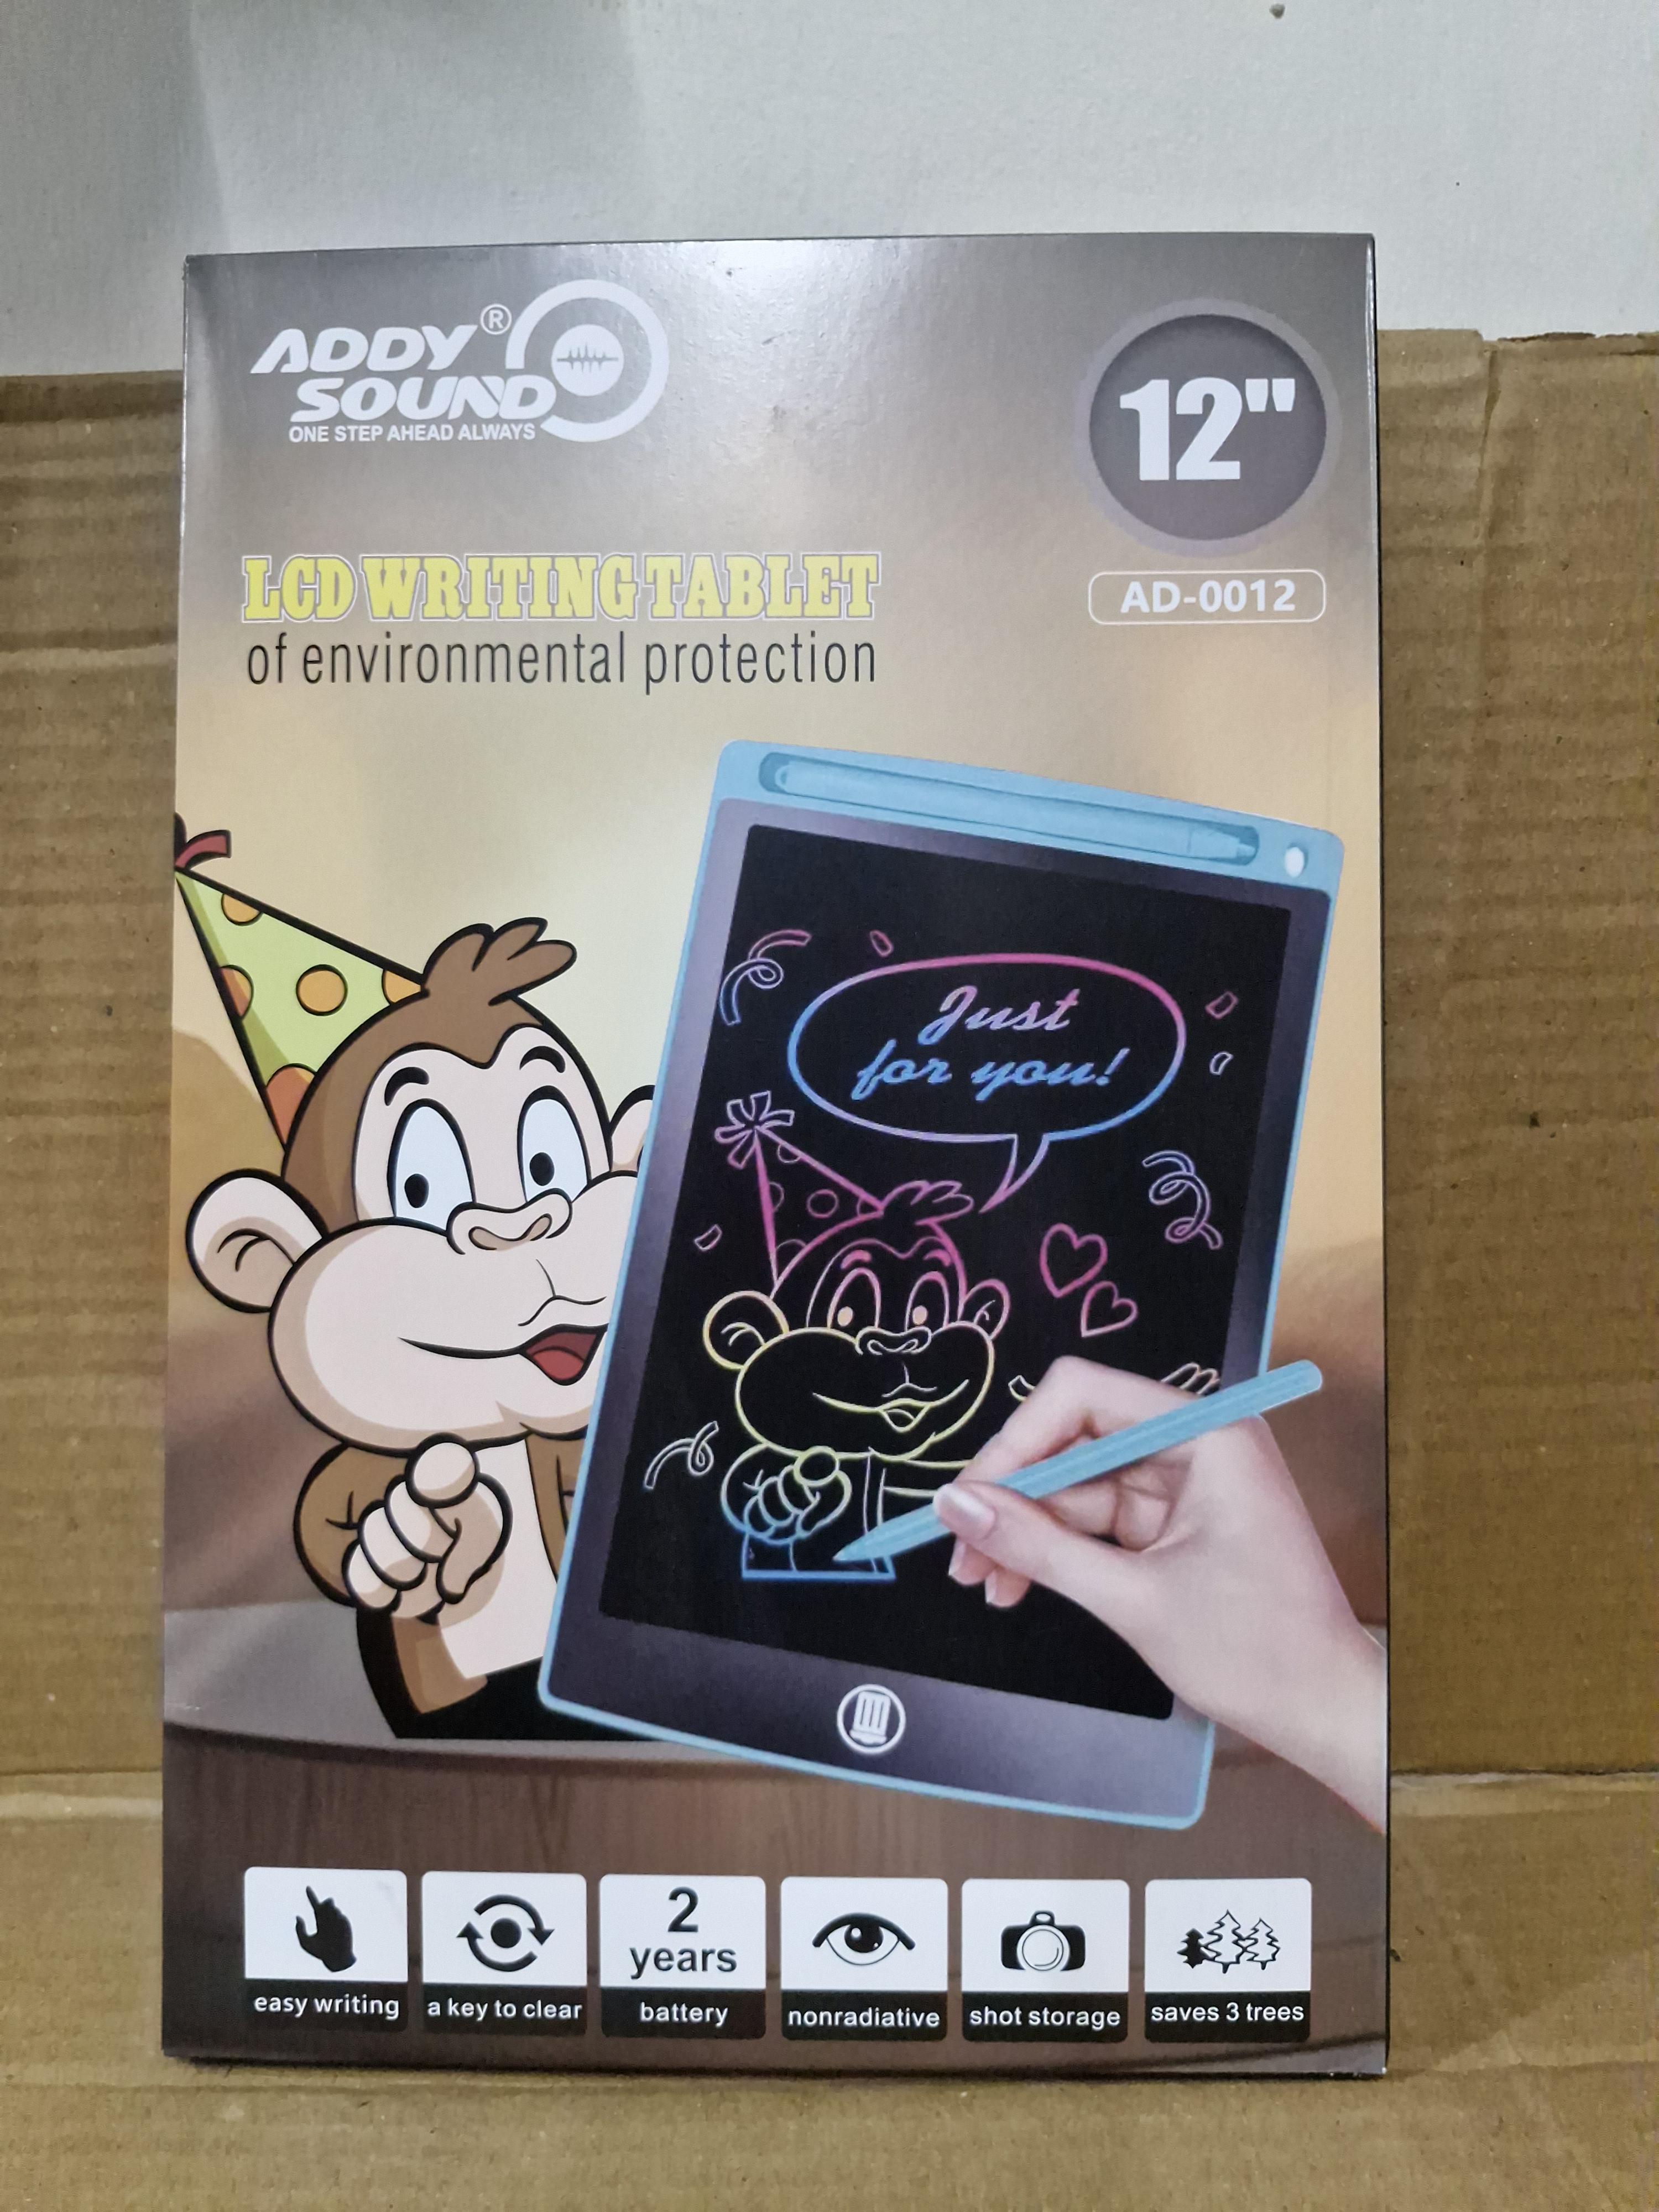 ADDY ®
SOUND
ONE STEP AHEAD ALWAYS
12"
AD-0012
LCD WRITING TABLET
of environmental protection
Just
for you!
2
years
easy writing
a key to clear
battery
nonradiative
shot storage
saves 3 trees